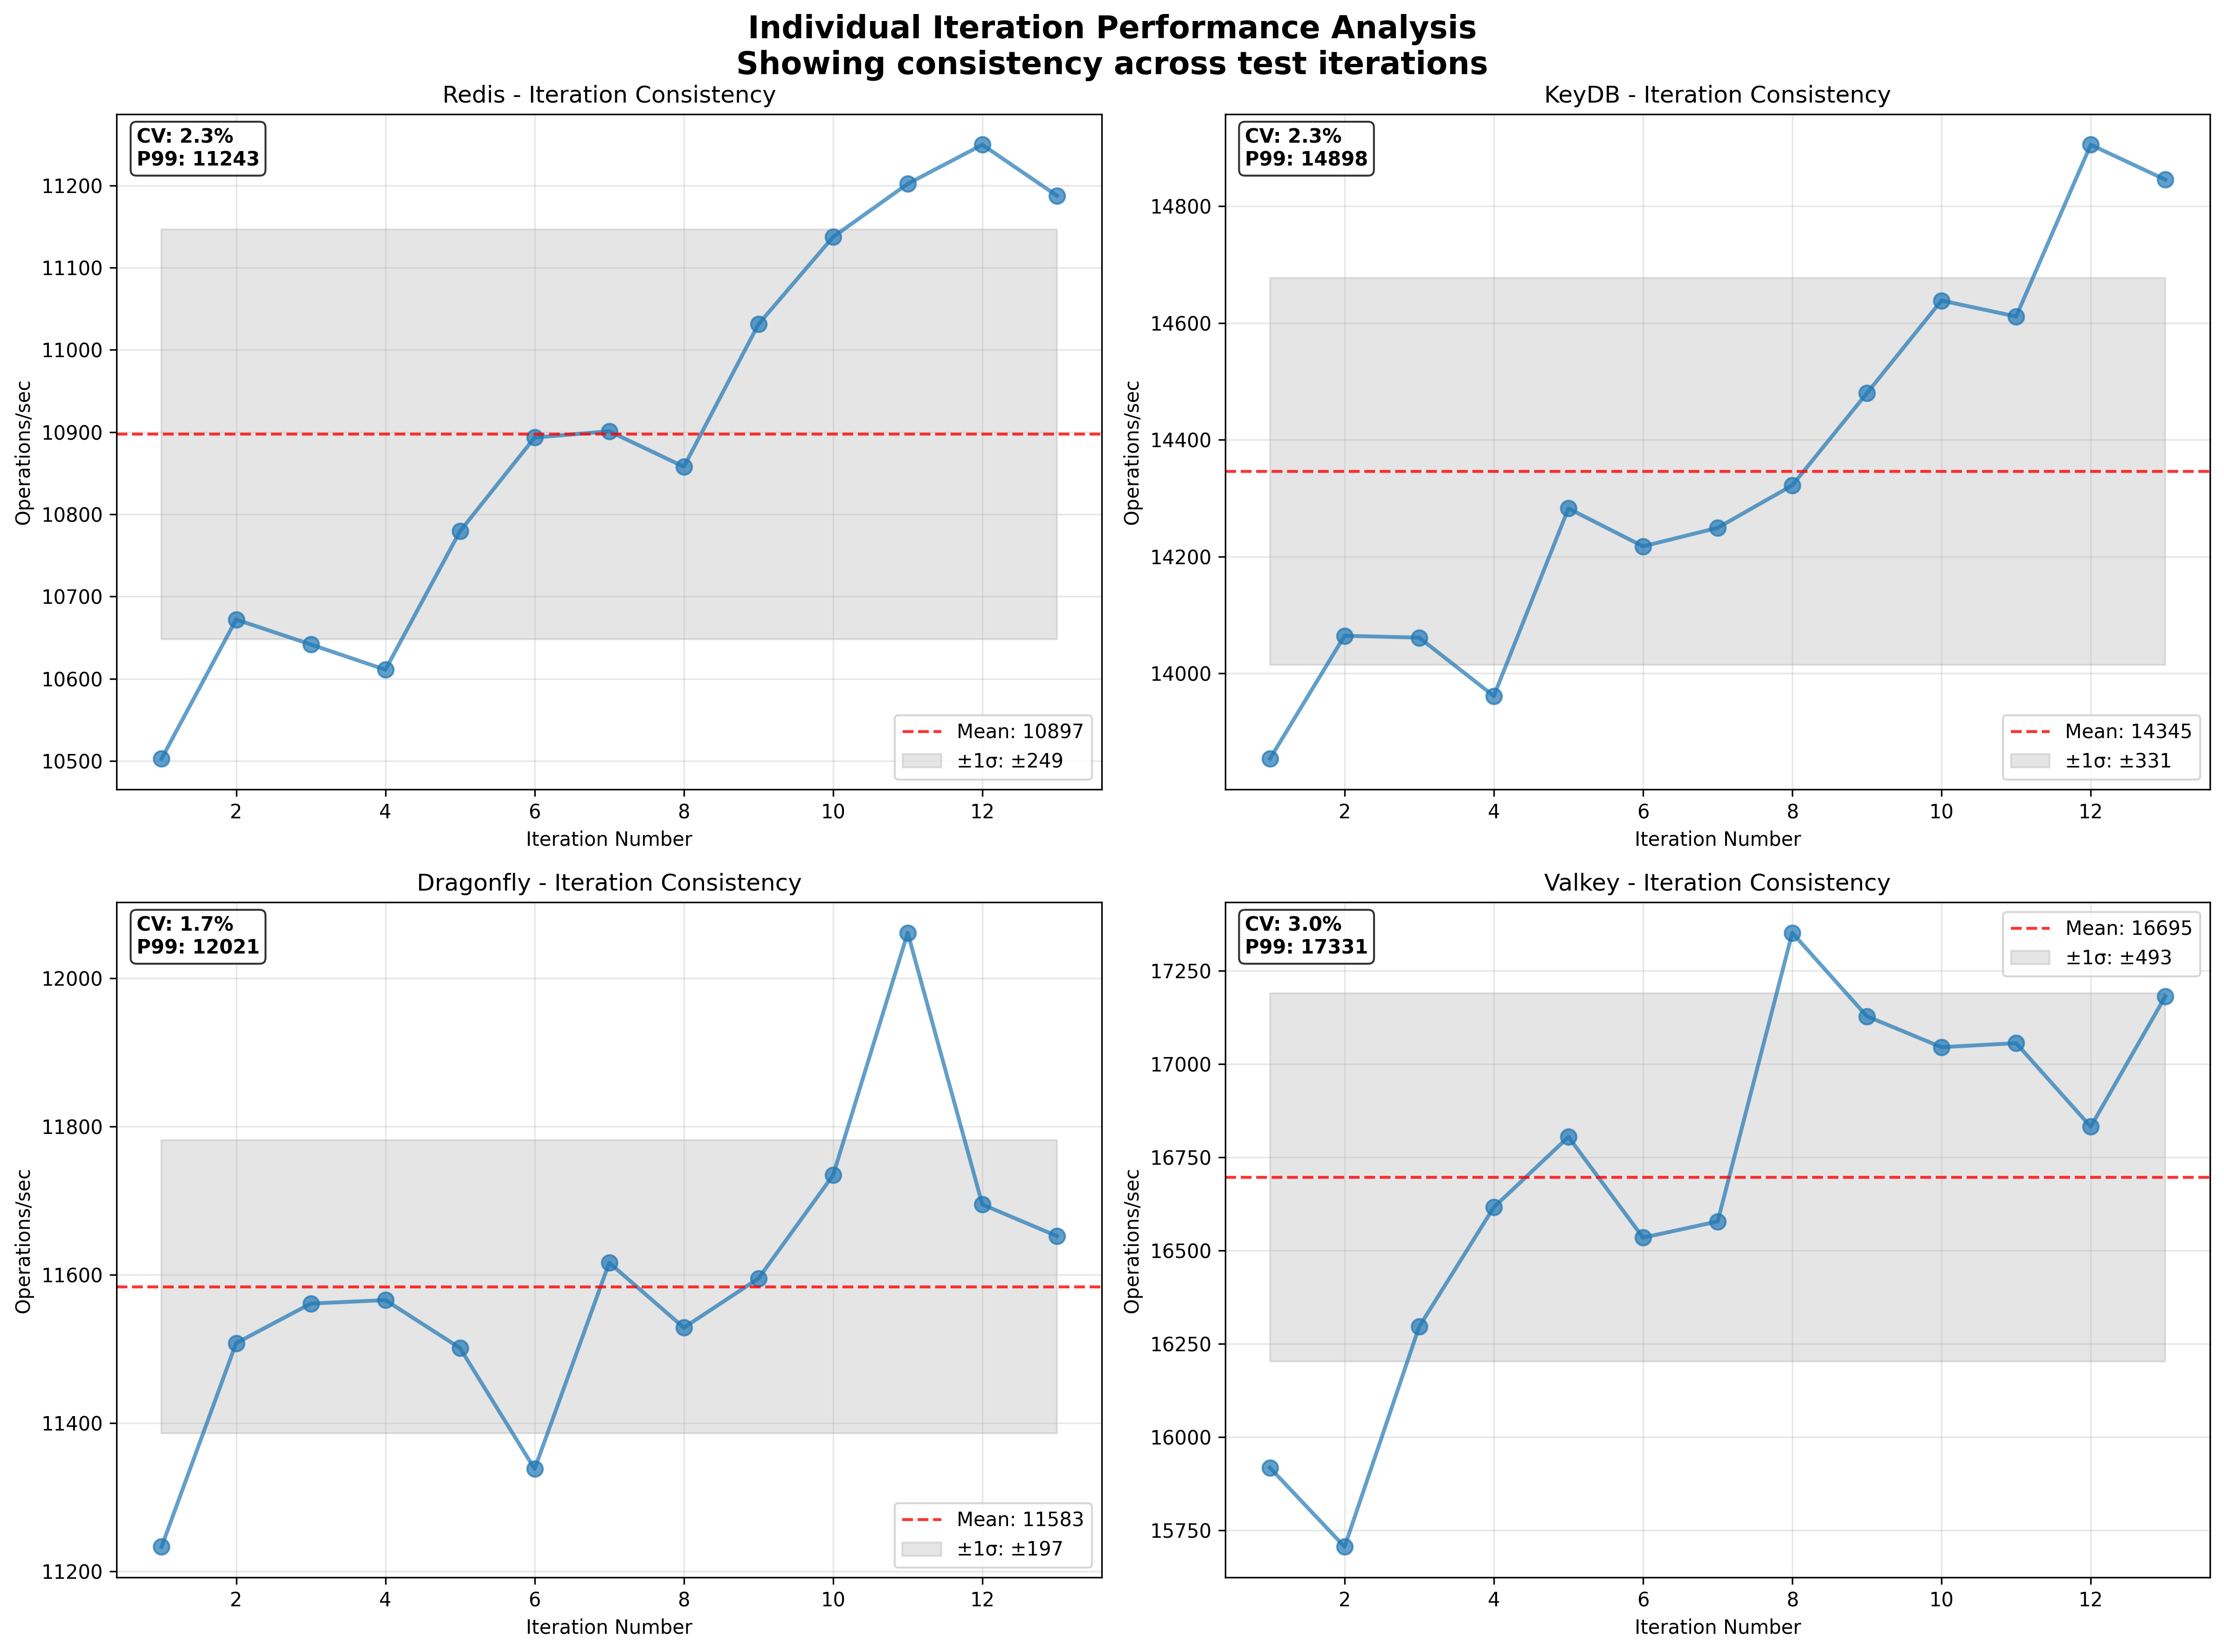 Individual Iteration Performance Analysis
Showing consistency across test iterations
Redis - Iteration Consistency
CV: 2.3%
P99: 11243
11200
11100
11000
10900
10800
10700
10600
10500
Operations/sec
Mean: 10897
±1σ: ±249
2 4 6 8 10 12
Iteration Number
KeyDB - Iteration Consistency
CV: 2.3%
P99: 14898
14800
14600
14400
14200
14000
Operations/sec
Mean: 14345
±1σ: ±331
2 4 6 8 10 12
Iteration Number
Dragonfly - Iteration Consistency
CV: 1.7%
P99: 12021
12000
11800
11600
11400
11200
Operations/sec
Mean: 11583
±1σ: ±197
2 4 6 8 10 12
Iteration Number
Valkey - Iteration Consistency
CV: 3.0%
P99: 17331
Mean: 16695
±1σ: ±493
17250
17000
16750
16500
16250
16000
15750
Operations/sec
2 4 6 8 10 12
Iteration Number